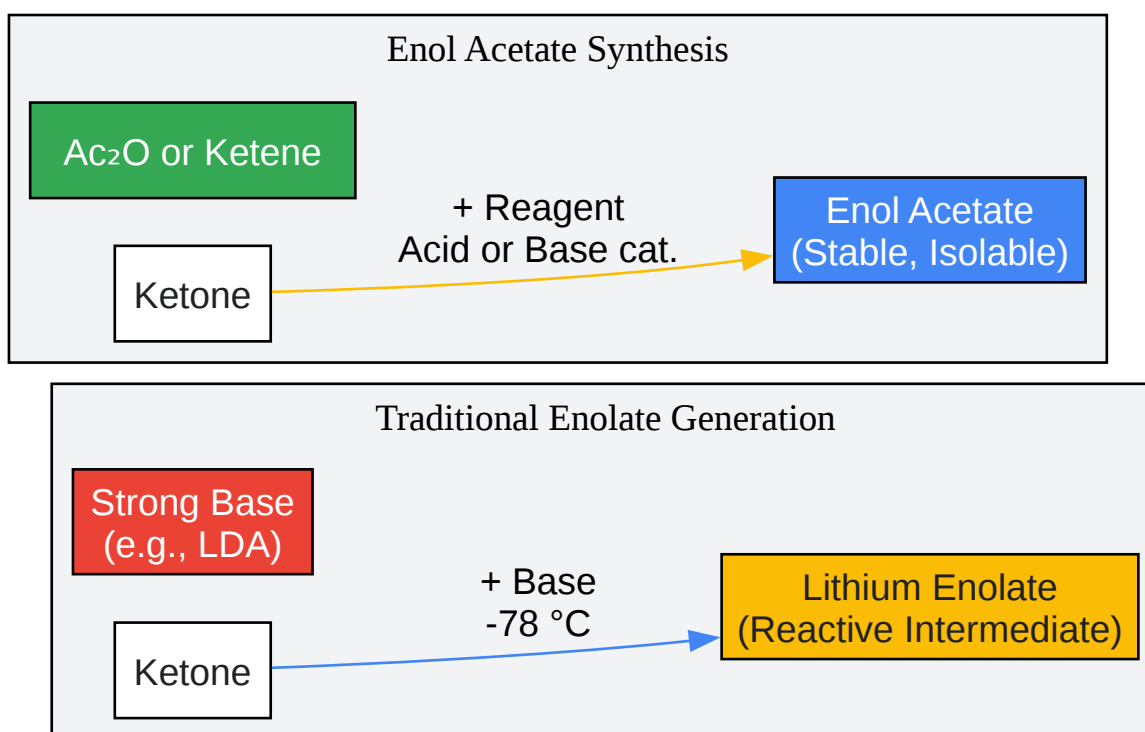 Enol Acetate Synthesis
Ac₂O or Ketene
+ Reagent
Acid or Base cat.
Enol Acetate
(Stable, Isolable)
Ketone
Traditional Enolate Generation
Strong Base
(e.g., LDA)
+ Base
-78 °C
Lithium Enolate
(Reactive Intermediate)
Ketone